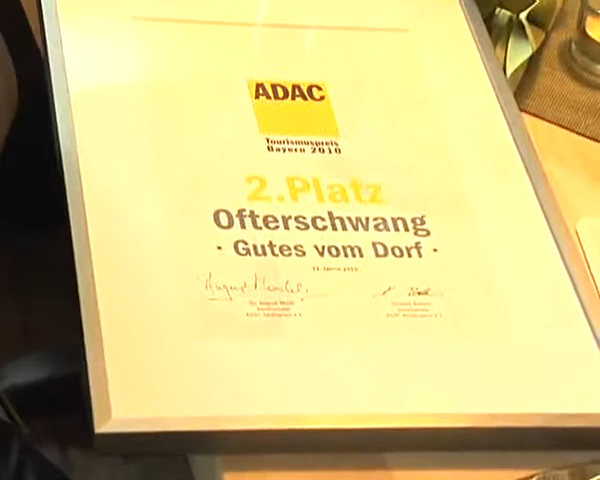 ADAC
Tourismuspreis
Bayern 2010
2.Platz
Ofterschwang
· Gutes vom Dorf ·